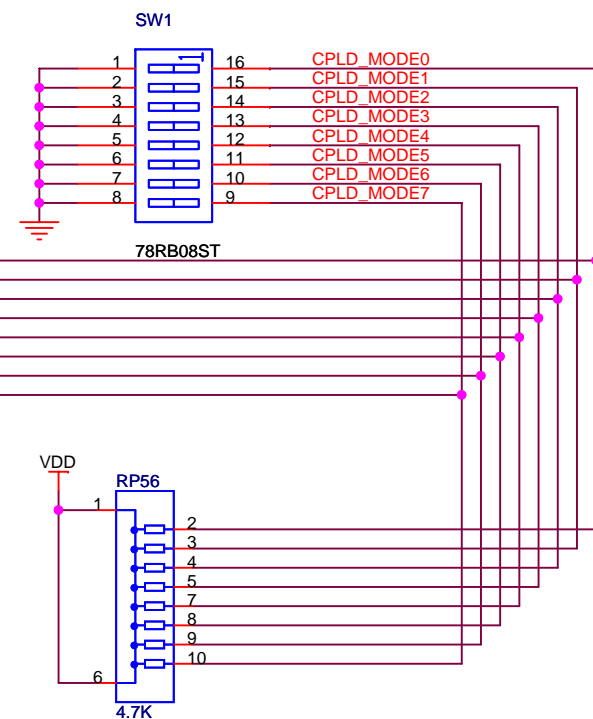 SW1
1 16 CPLD_MODE0
2 15 CPLD_MODE1
3 14 CPLD_MODE2
4 13 CPLD_MODE3
5 12 CPLD_MODE4
6 11 CPLD_MODE5
7 10 CPLD_MODE6
8 9 CPLD_MODE7
1
78RB08ST
VDD
RP56
1
2
3
4
5
7
8
9
6 10
4.7K